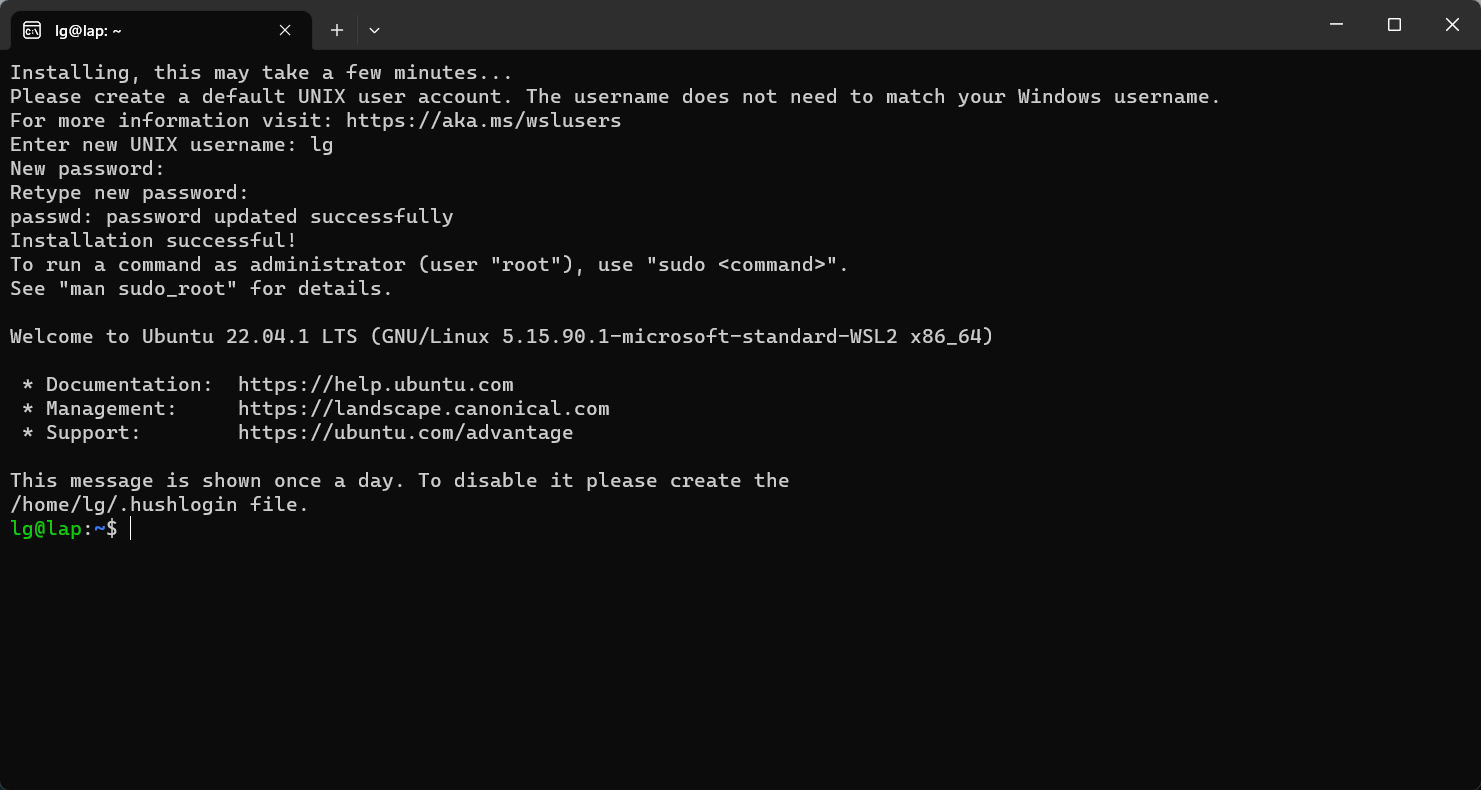 lg@lap: ~
Installing, this may take a few minutes...
Please create a default UNIX user account. The username does not need to match your Windows username.
For more information visit: https://aka.ms/wslusers
Enter new UNIX username: lg
New password:
Retype new password:
passwd: password updated successfully
Installation successful!
To run a command as administrator (user "root"), use "sudo <command>".
See "man sudo_root" for details.

Welcome to Ubuntu 22.04.1 LTS (GNU/Linux 5.15.90.1-microsoft-standard-WSL2 x86_64)

 * Documentation:  https://help.ubuntu.com
 * Management:     https://landscape.canonical.com
 * Support:        https://ubuntu.com/advantage

This message is shown once a day. To disable it please create the
/home/lg/.hushlogin file.
lg@lap:~$